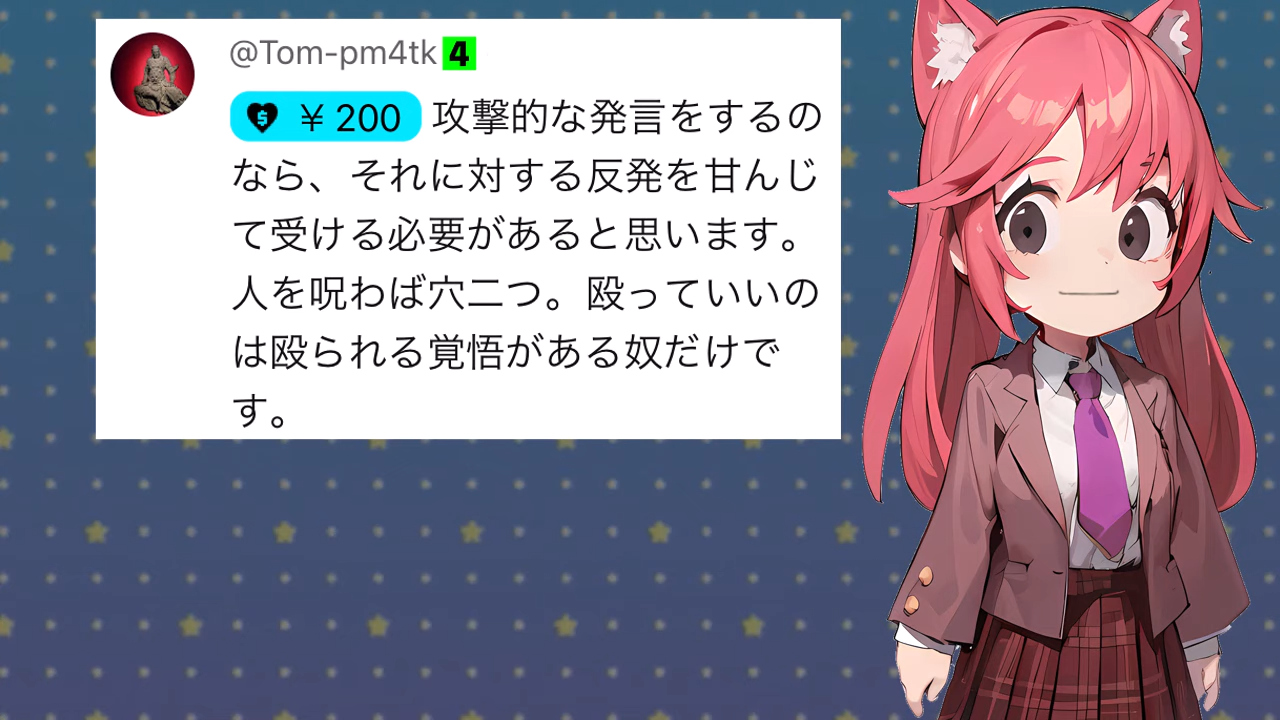 @Tom-pm4tk 4
¥ 200 攻撃的な発言をするの
なら、それに対する反発を甘んじ
て受ける必要があると思います。
人を呪わば穴二つ。殴っていいの
は殴られる覚悟がある奴だけで
す。